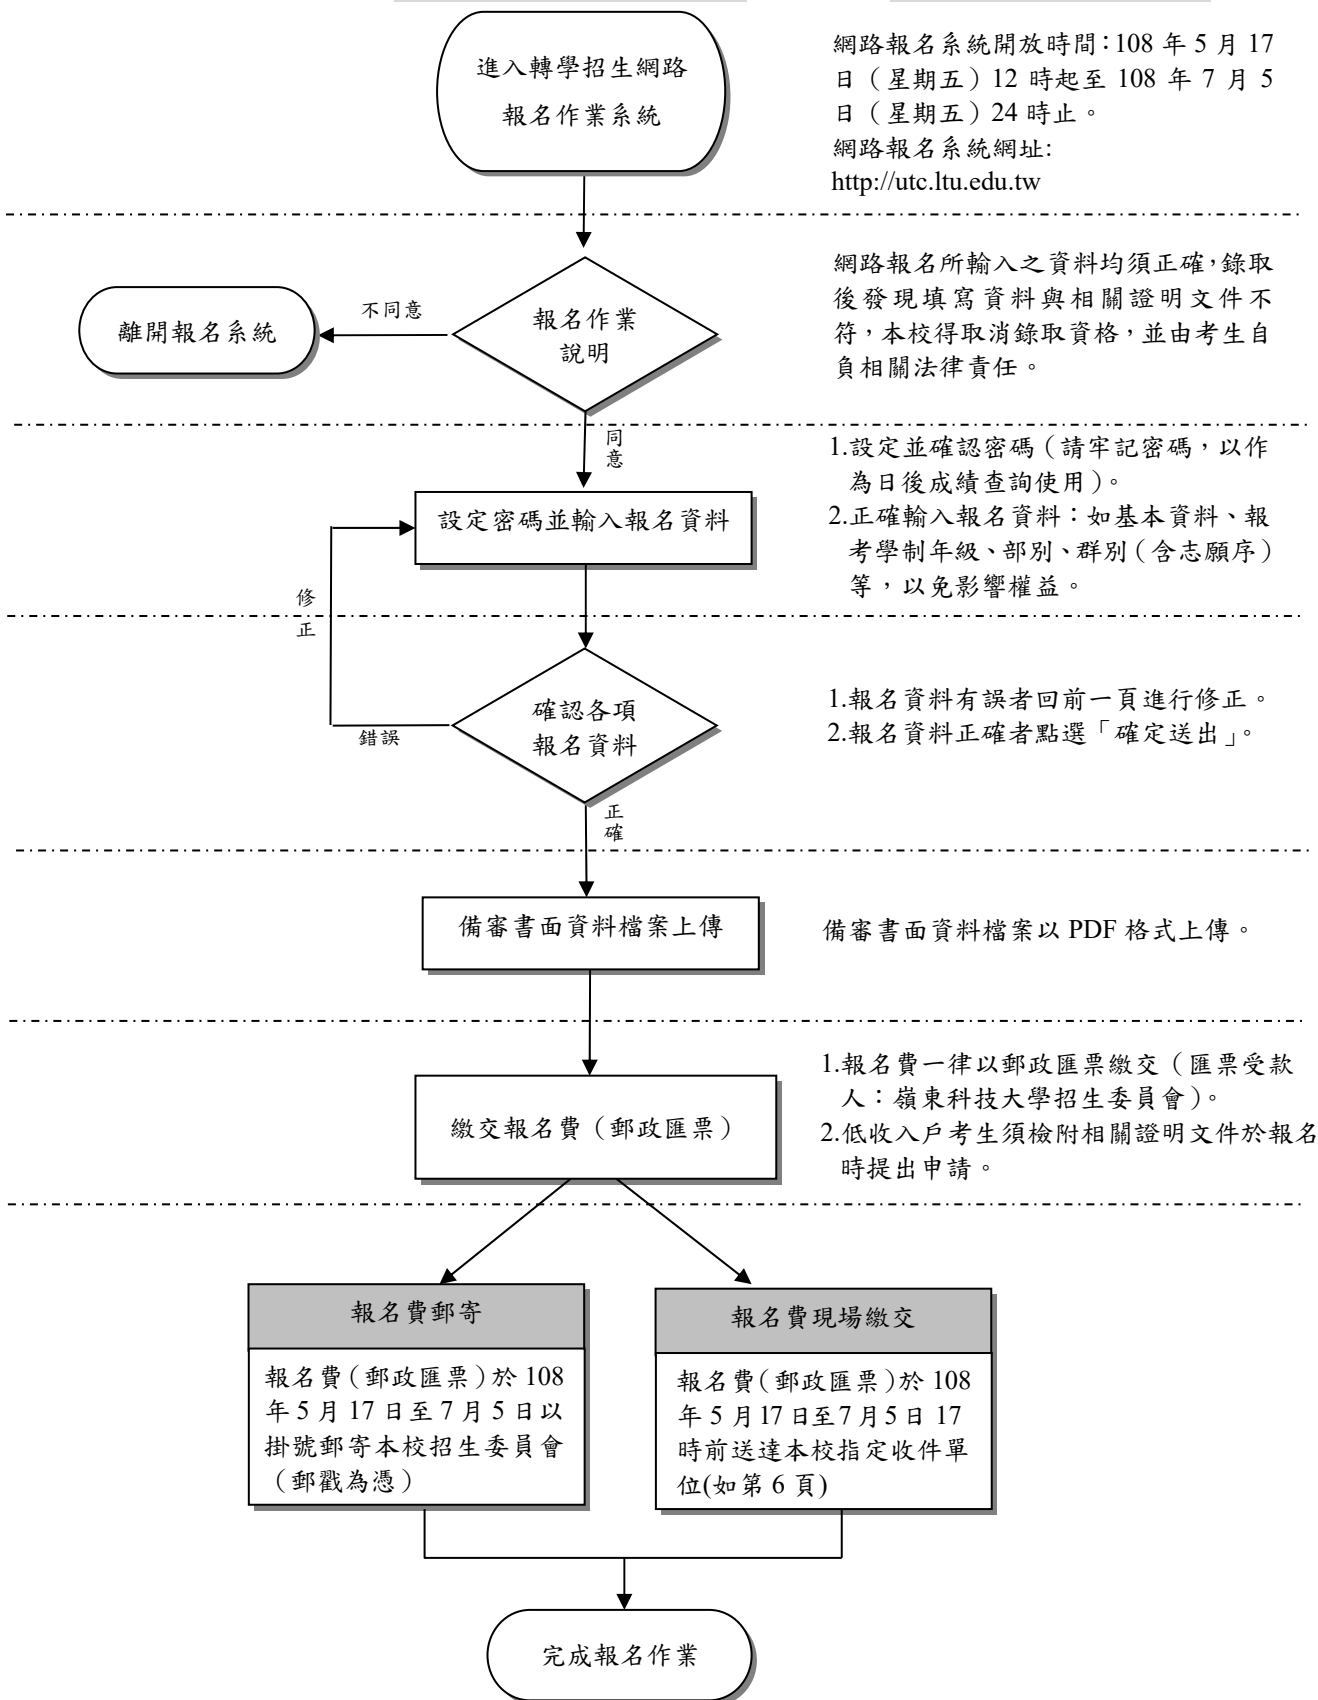 進入轉學招生網路
報名作業系統
網路報名系統開放時間：108 年 5 月 17
日（星期五）12 時起至 108 年 7 月 5
日（星期五）24 時止。
網路報名系統網址:
http://utc.ltu.edu.tw
離開報名系統
不同意
報名作業
說明
網路報名所輸入之資料均須正確，錄取
後發現填寫資料與相關證明文件不
符，本校得取消錄取資格，並由考生自
負相關法律責任。
同
意
設定密碼並輸入報名資料
1.設定並確認密碼（請牢記密碼，以作
為日後成績查詢使用）。
2.正確輸入報名資料：如基本資料、報
考學制年級、部別、群別（含志願序）
等，以免影響權益。
修
正
確認各項
報名資料
錯誤
1.報名資料有誤者回前一頁進行修正。
2.報名資料正確者點選「確定送出」。
正
確
備審書面資料檔案上傳
備審書面資料檔案以 PDF 格式上傳。
繳交報名費（郵政匯票）
1.報名費一律以郵政匯票繳交（匯票受款
人：嶺東科技大學招生委員會）。
2.低收入戶考生須檢附相關證明文件於報名
時提出申請。
報名費郵寄
報名費（郵政匯票）於 108
年 5 月 17 日至 7 月 5 日以
掛號郵寄本校招生委員會
（郵戳為憑）
報名費現場繳交
報名費（郵政匯票）於 108
年 5 月 17 日至 7 月 5 日 17
時前送達本校指定收件單
位(如第 6 頁)
完成報名作業